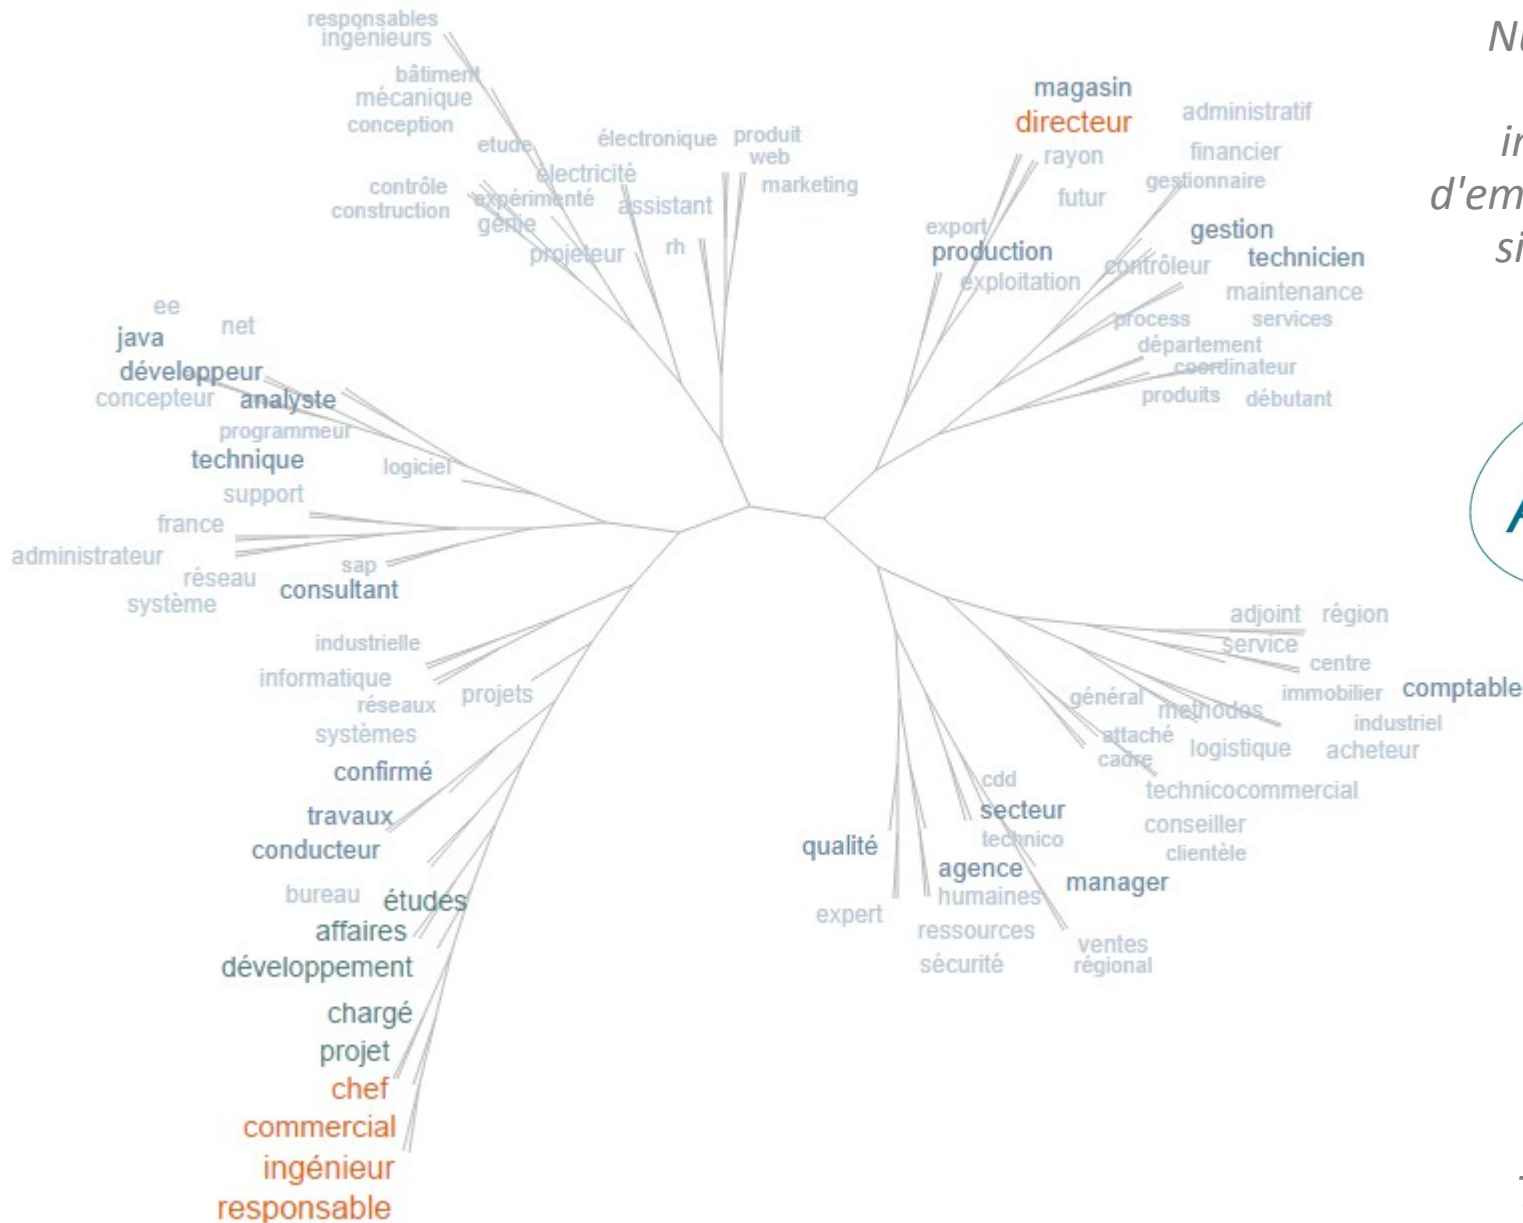 responsables
ingénieurs
bâtiment
mécanique
conception
etude
électronique
produit
web
marketing
électricité
contrôle
expérimenté
construction
génie
assistant
rh
projeteur
magasin
directeur
administratif
rayon
financier
futur
gestionnaire
export
gestion
production
technicien
exploitation
contrôleur
maintenance
process
services
département
coordinateur
produits
débutant
ee
net
java
développeur
concepteur
analyste
programmeur
technique
logiciel
support
france
administrateur
sap
réseau
consultant
système
industrielle
informatique
projets
réseaux
systèmes
confirmé
travaux
conducteur
bureau
études
affaires
développement
chargé
projet
chef
commercial
ingénieur
responsable
adjoint
région
service
centre
immobilier
comptable
général
methodes
industriel
attaché
logistique
acheteur
cadre
technicocommercial
cdd
secteur
conseiller
technico
clientèle
qualité
agence
manager
humaines
expert
ressources
ventes
sécurité
régional
d'em
si